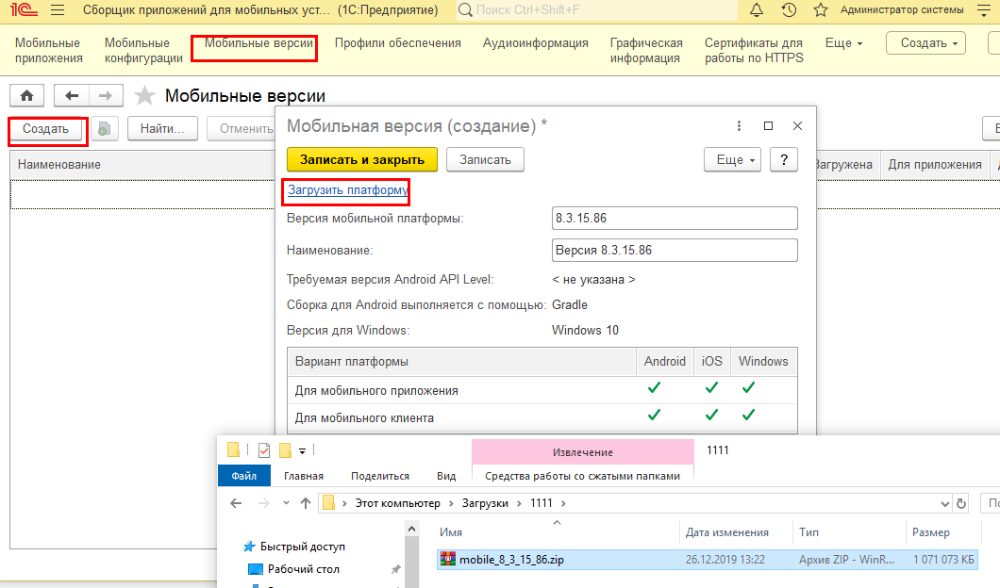 1С Сборщик приложений для мобильных уст... (1С:Предприятие) Поиск Ctrl+Shift+F Администратор системы
Мобильные приложения
Мобильные конфигурации
Мобильные версии
Профили обеспечения
Аудиоинформация
Графическая информация
Сертификаты для работы по HTTPS
Еще
Создать
Мобильные версии
Создать Найти... Отменить
Наименование
Загружена Для приложения
Мобильная версия (создание) *
Записать и закрыть Записать Еще ?
Загрузить платформу
Версия мобильной платформы: 8.3.15.86
Наименование: Версия 8.3.15.86
Требуемая версия Android API Level: < не указана >
Сборка для Android выполняется с помощью: Gradle
Версия для Windows: Windows 10
Вариант платформы Android iOS Windows
Для мобильного приложения
Для мобильного клиента
Извлечение 1111
Файл Главная Поделиться Вид Средства работы со сжатыми папками
Этот компьютер Загрузки 1111
Имя Дата изменения Тип Размер
Быстрый доступ
mobile_8_3_15_86.zip 26.12.2019 13:22 Архив ZIP - WinR... 1 071 073 КБ
Рабочий стол